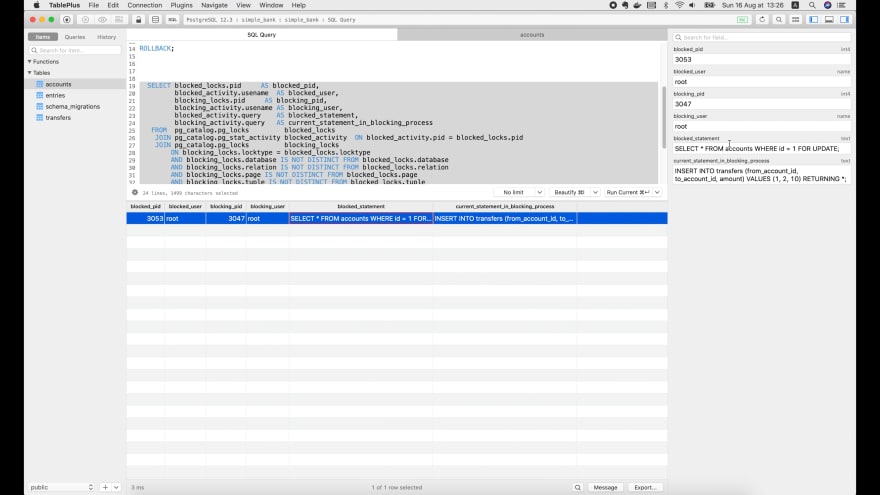 TablePlus File Edit Connection Plugins Navigate View Window Help
Sun 16 Aug at 13:26
SQL
PostgreSQL 12.3 : simple_bank : simple_bank : SQL Query
Items Queries History
Search for item...
Functions
Tables
accounts
entries
schema_migrations
transfers
public
SQL Query
accounts
14 ROLLBACK;
15
16
17
18
19 SELECT blocked_locks.pid AS blocked_pid,
20 blocked_activity.usename AS blocked_user,
21 blocking_locks.pid AS blocking_pid,
22 blocking_activity.usename AS blocking_user,
23 blocked_activity.query AS blocked_statement,
24 blocking_activity.query AS current_statement_in_blocking_process
25 FROM pg_catalog.pg_locks blocked_locks
26 JOIN pg_catalog.pg_stat_activity blocked_activity ON blocked_activity.pid = blocked_locks.pid
27 JOIN pg_catalog.pg_locks blocking_locks
28 ON blocking_locks.locktype = blocked_locks.locktype
29 AND blocking_locks.database IS NOT DISTINCT FROM blocked_locks.database
30 AND blocking_locks.relation IS NOT DISTINCT FROM blocked_locks.relation
31 AND blocking_locks.page IS NOT DISTINCT FROM blocked_locks.page
32 AND blocking_locks.tuple IS NOT DISTINCT FROM blocked_locks.tuple
24 lines, 1499 characters selected
No limit
Beautify ⌘I
Run Current ⌘↵
blocked_pid blocked_user blocking_pid blocking_user blocked_statement current_statement_in_blocking_process
3053 root 3047 root SELECT * FROM accounts WHERE id = 1 FOR... INSERT INTO transfers (from_account_id, to_...
3 ms
1 of 1 row selected
Message
Export...
Search for field...
blocked_pid int4
3053
blocked_user name
root
blocking_pid int4
3047
blocking_user name
root
blocked_statement text
SELECT * FROM accounts WHERE id = 1 FOR UPDATE;
current_statement_in_blocking_process text
INSERT INTO transfers (from_account_id,
to_account_id, amount) VALUES (1, 2, 10) RETURNING *;